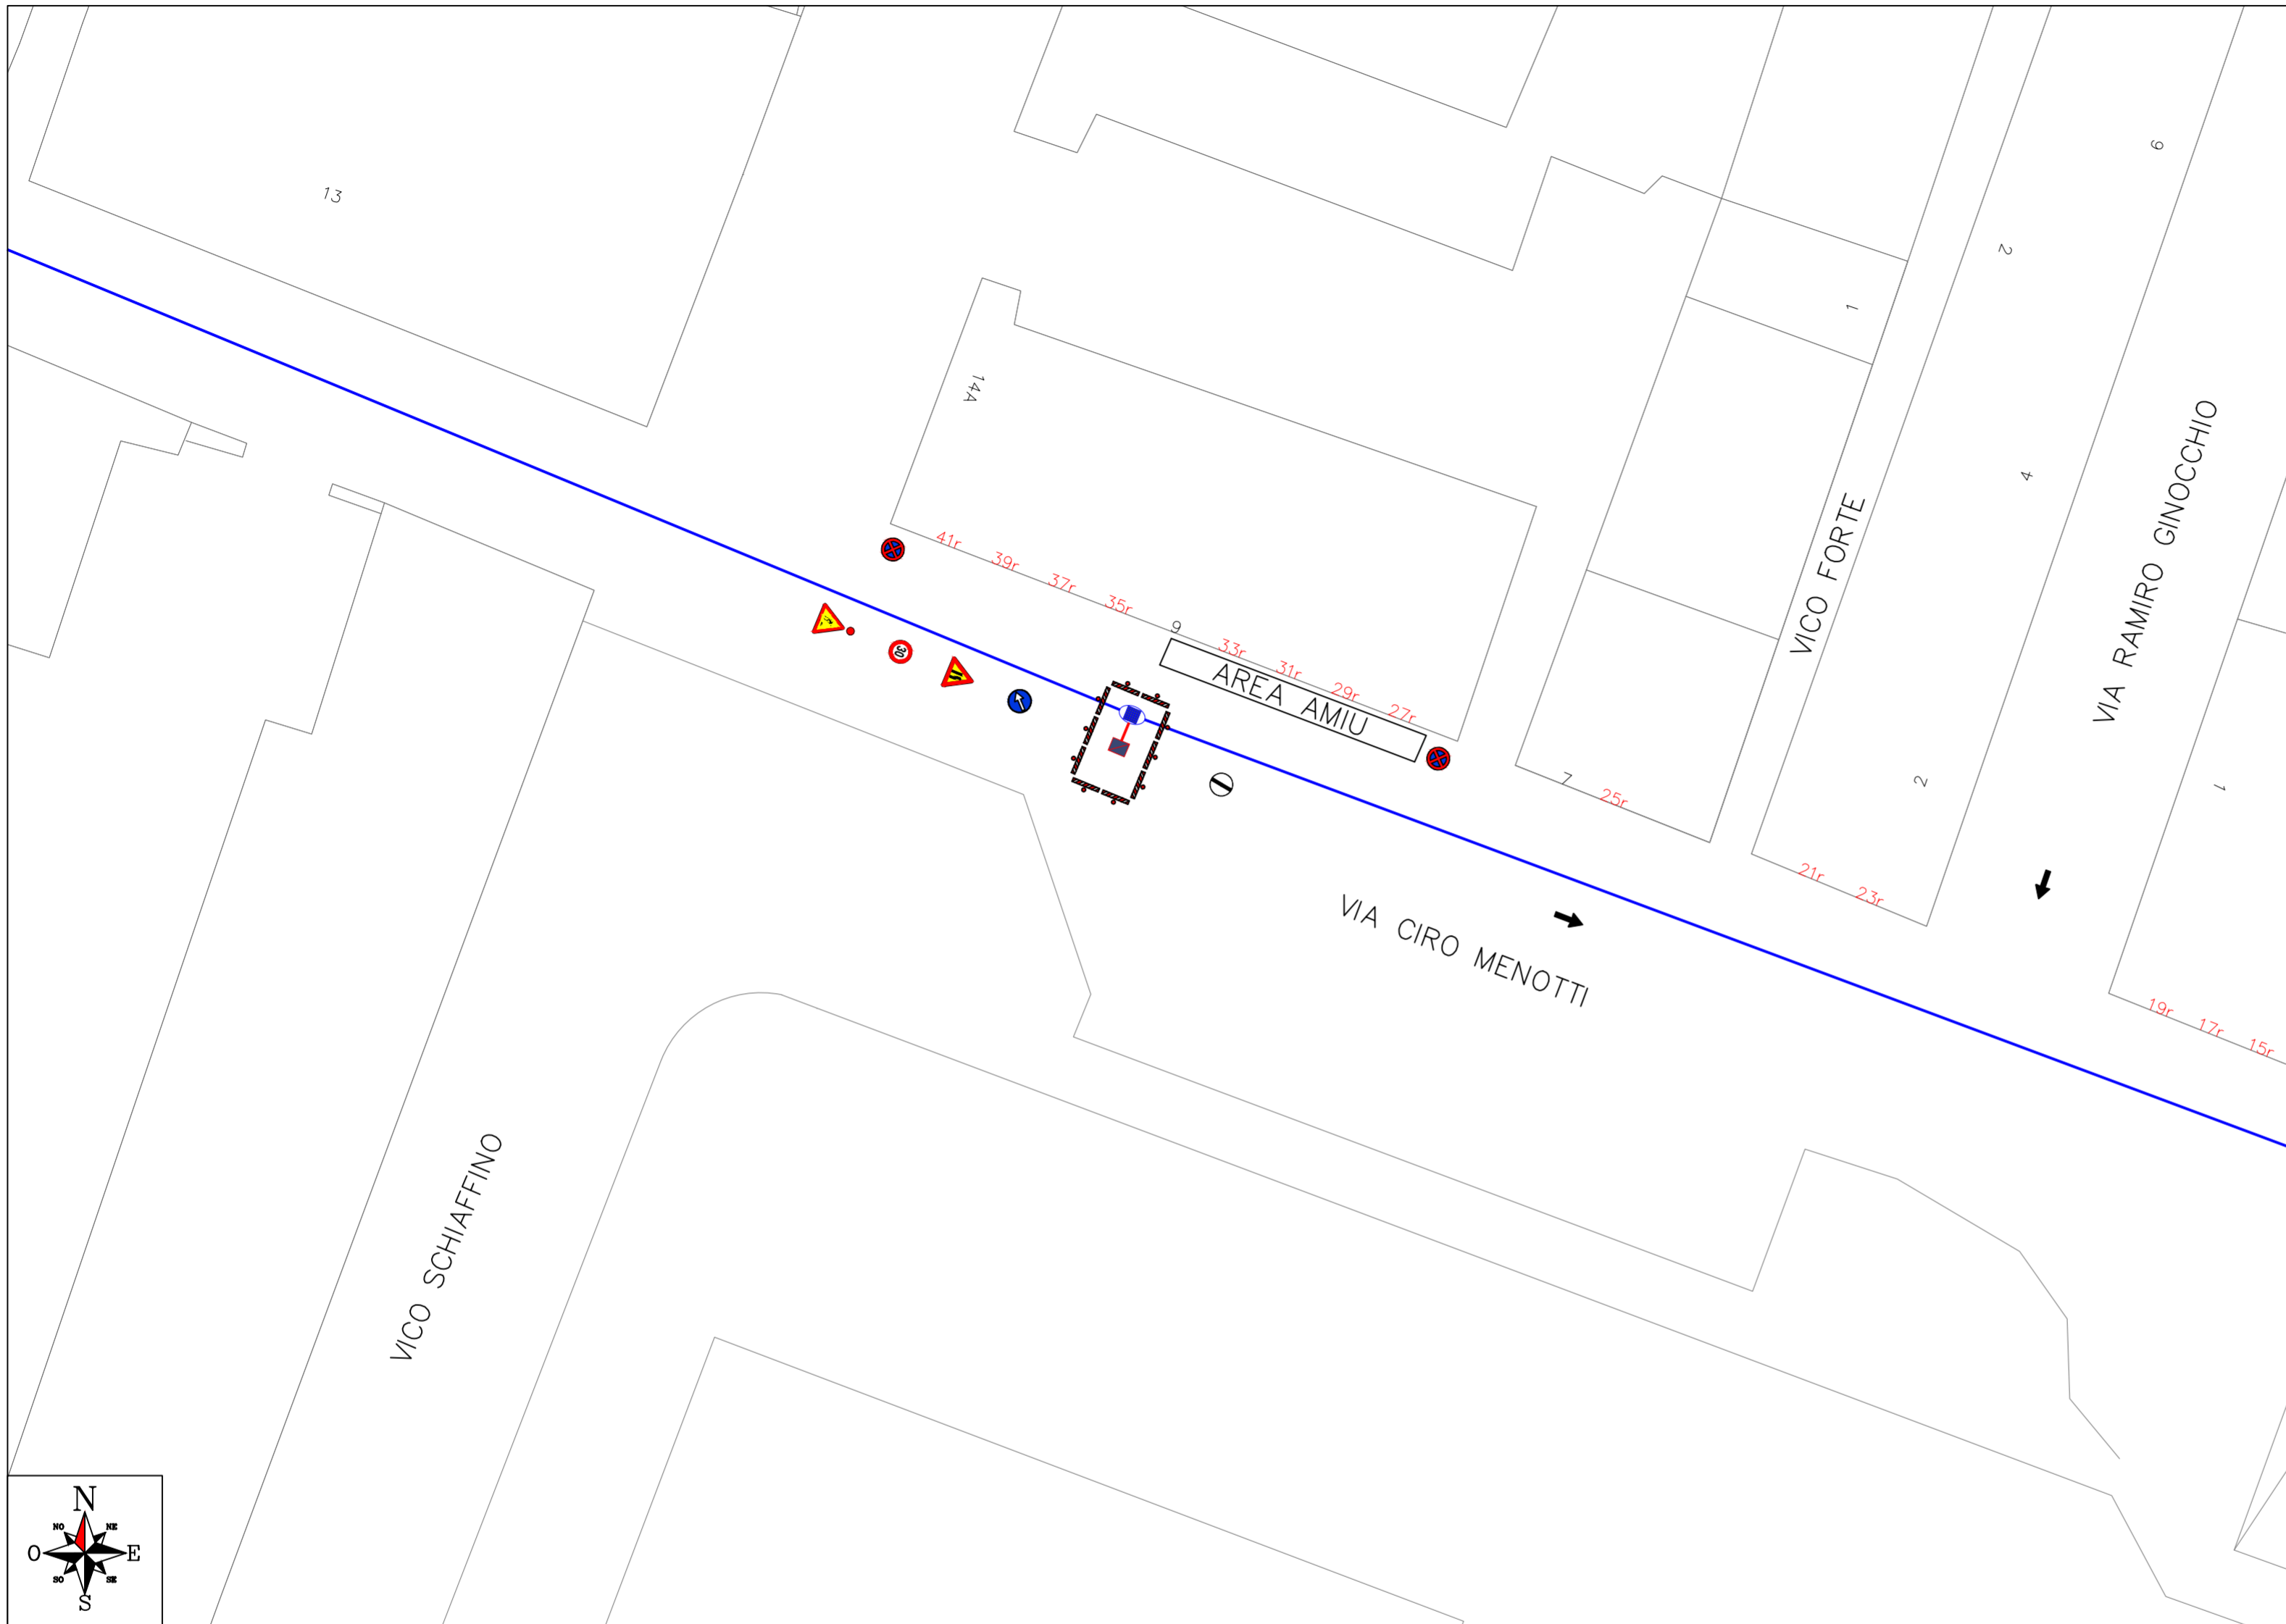 13
9
2
1
14A
4
VIA RAMIRO GINOCCHIO
VICO FORTE
41r
39r
37r
35r
9
33r
31r
29r
27r
AREA AMIU
30
7
25r
2
1
21r
23r
VIA CIRO MENOTTI
19r
17r
15r
VICO SCHIAFFINO
N
NO
NE
O
E
SO
SE
S